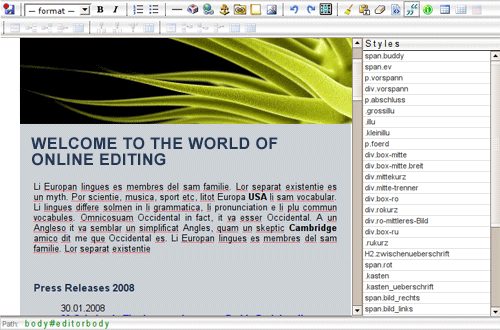 — format —
B I
Styles
span.buddy
span.ev
p.vorspann
div.vorspann
p.abschluss
.grossillu
.illu
.kleinillu
p.foerd
div.box-mitte
div.box-mitte.breit
div.mittekurz
div.mitte-trenner
div.box-ro
div.rokurz
div.ro-mittleres-Bild
div.box-ru
.rukurz
H2.zwischenueberschrift
span.rot
.kasten
.kasten_ueberschrift
span.bild_rechts
span.bild_links
WELCOME TO THE WORLD OF
ONLINE EDITING
Li Europan lingues es membres del sam familie. Lor separat existentie es
un myth. Por scientie, musica, sport etc, litot Europa USA li sam vocabular.
Li lingues differe solmen in li grammatica, li pronunciation e li plu commun
vocabules. Omnicosuam Occidental in fact, it va esser Occidental. A un
Angleso it va semblar un simplificat Angles, quam un skeptic Cambridge
amico dit me que Occidental es. Li Europan lingues es membres del sam
familie. Lor separat existentie
Press Releases 2008
30.01.2008
Path: body#editorbody